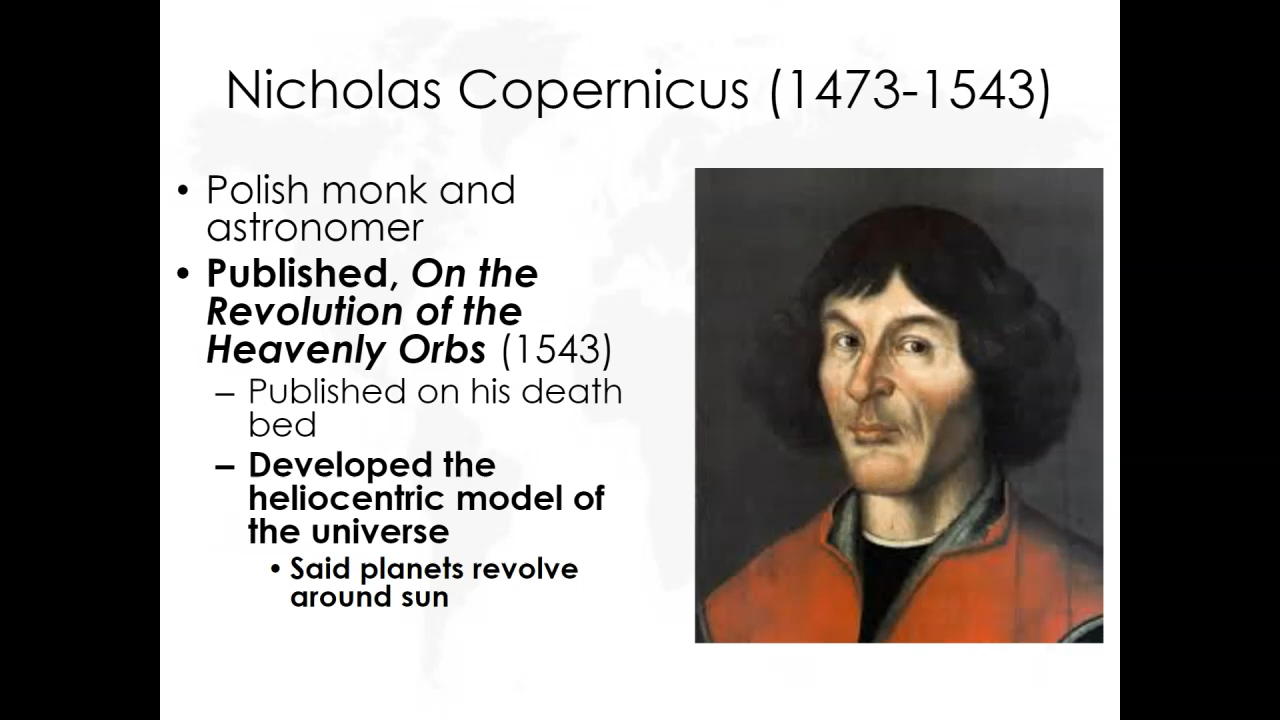 Nicholas Copernicus (1473-1543)
• Polish monk and
astronomer
• Published, On the
Revolution of the
Heavenly Orbs (1543)
– Published on his death
bed
– Developed the
heliocentric model of
the universe
• Said planets revolve
around sun